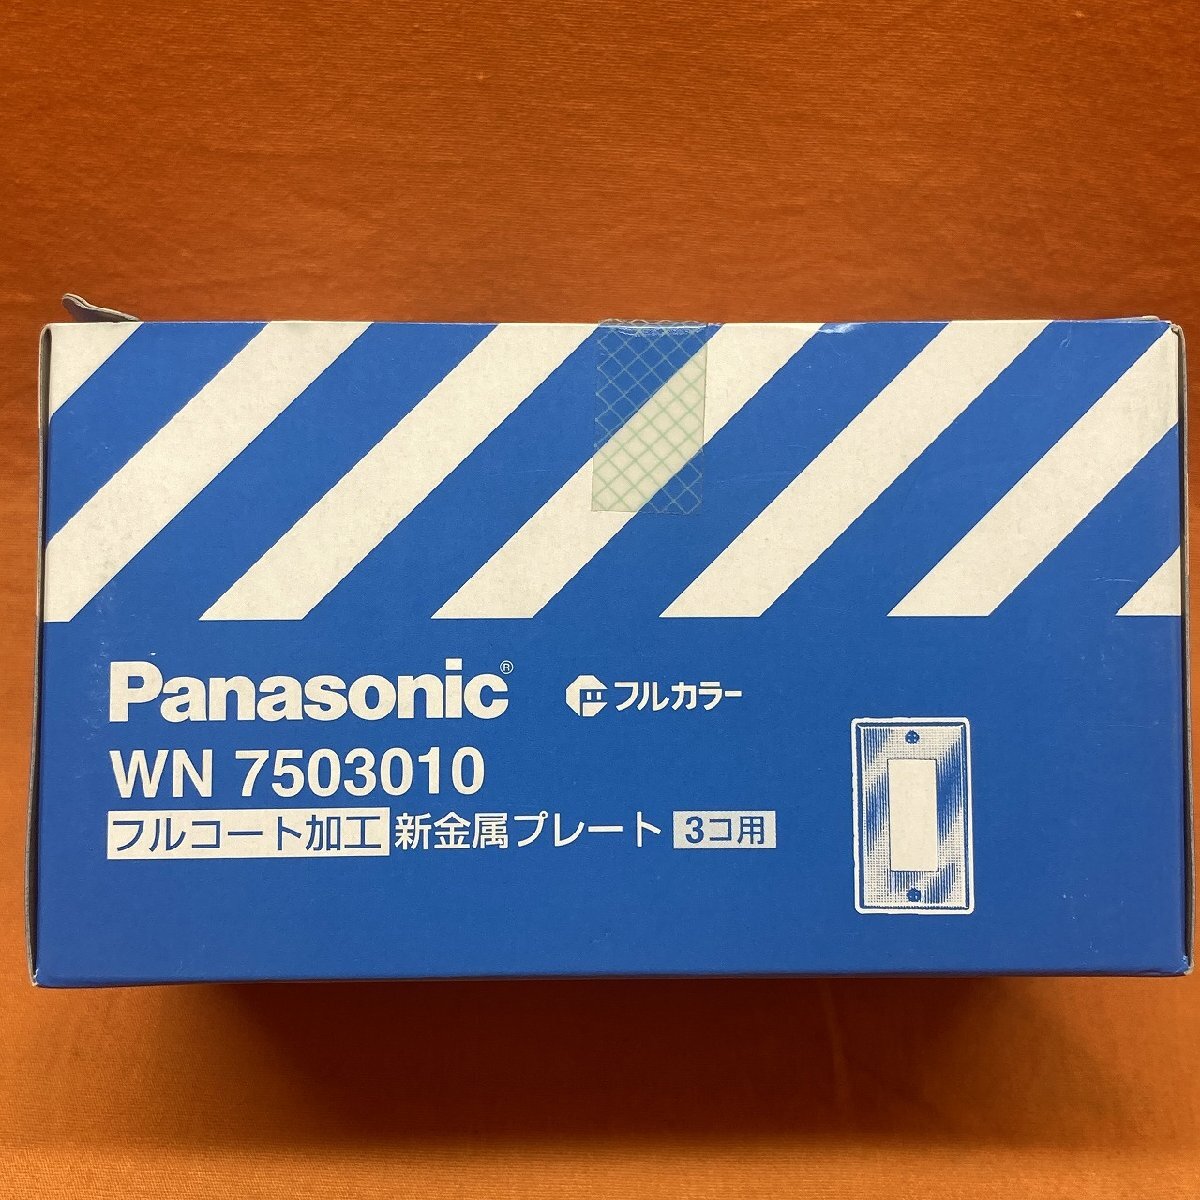 Panasonic® フルカラー
WN 7503010
フルコート加工 新金属プレート 3コ用